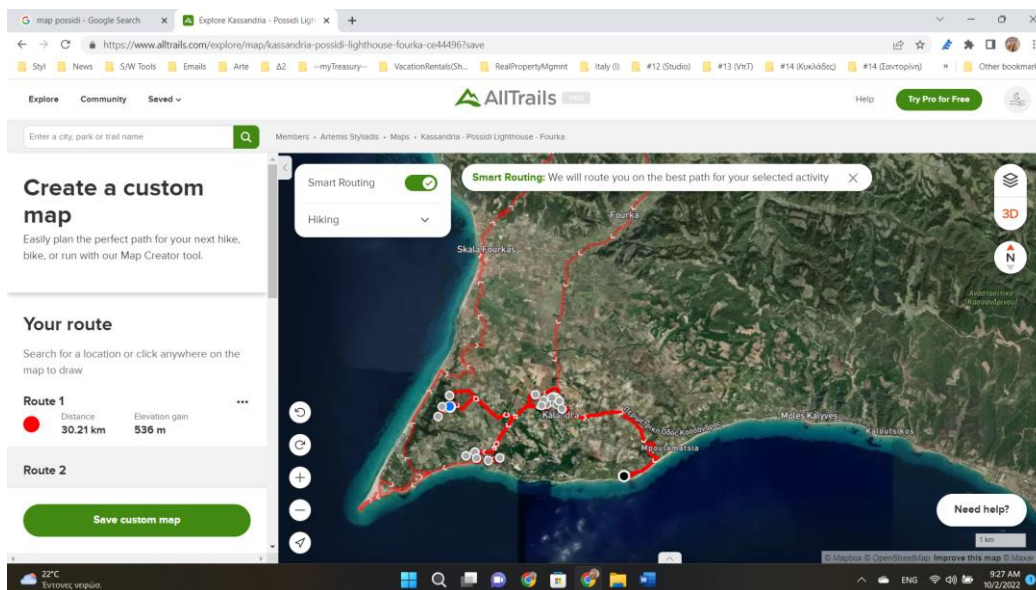 map possidi - Google Search
Explore Kassandria - Possidi Ligh
https://www.alltrails.com/explore/map/kassandria-possidi-lighthouse-fourka-ce44496?save
Styl
News
S/W Tools
Emails
Arte
Δ2
--myTreasury--
VacationRentals(Sh...
RealPropertyMgmnt
Italy (I)
#12 (Studio)
#13 (VπT)
#14 (Κυκλάδες)
#14 (Σαντορίνη)
»
Other bookmark
Explore
Community
Saved
AllTrails
Help
Try Pro for Free
Enter a city, park or trail name
Members • Artemis Styliadis • Maps • Kassandria - Possidi Lighthouse - Fourka
Create a custom
map
Easily plan the perfect path for your next hike,
bike, or run with our Map Creator tool.
Your route
Search for a location or click anywhere on the
map to draw
Route 1
Distance
Elevation gain
30.21 km
536 m
Route 2
Save custom map
Smart Routing
Hiking
Smart Routing: We will route you on the best path for your selected activity
3D
N
Fourka
Skala Fourkas
Kalandra
Mpoulamatsia
Moles Kalyves
Kaloutsikos
Need help?
1 km
© Mapbox © OpenStreetMap Improve this map © Maxar
22°C
Έντονες νεφώσ.
ENG
9:27 AM
10/2/2022